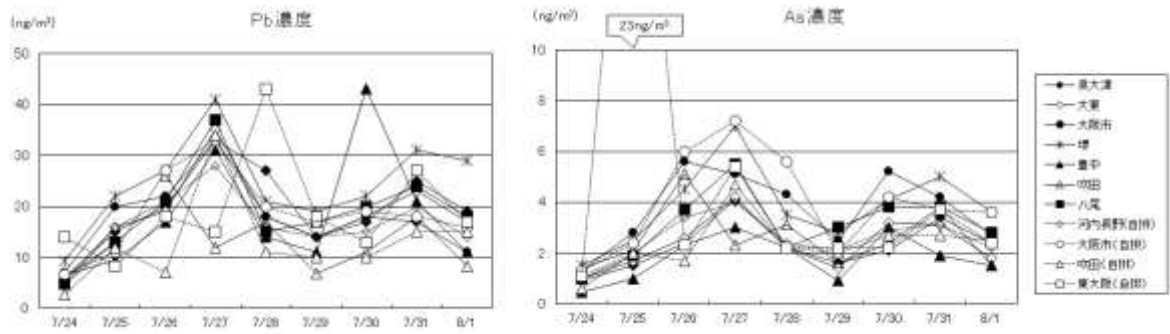 (ng/m³)
Pb濃度
50
40
30
20
10
0
7/24 7/25 7/26 7/27 7/28 7/29 7/30 7/31 8/1
(ng/m³)
As濃度
23ng/m³
10
8
6
4
2
0
7/24 7/25 7/26 7/27 7/28 7/29 7/30 7/31 8/1
泉大津
大東
大阪市
堺
豊中
吹田
八尾
河内長野(自排)
大阪市(自排)
吹田(自排)
東大阪(自排)